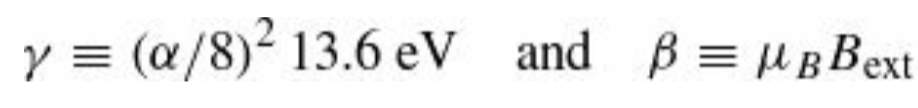 γ ≡ (α/8)² 13.6 eV and β ≡ μ_B B_ext